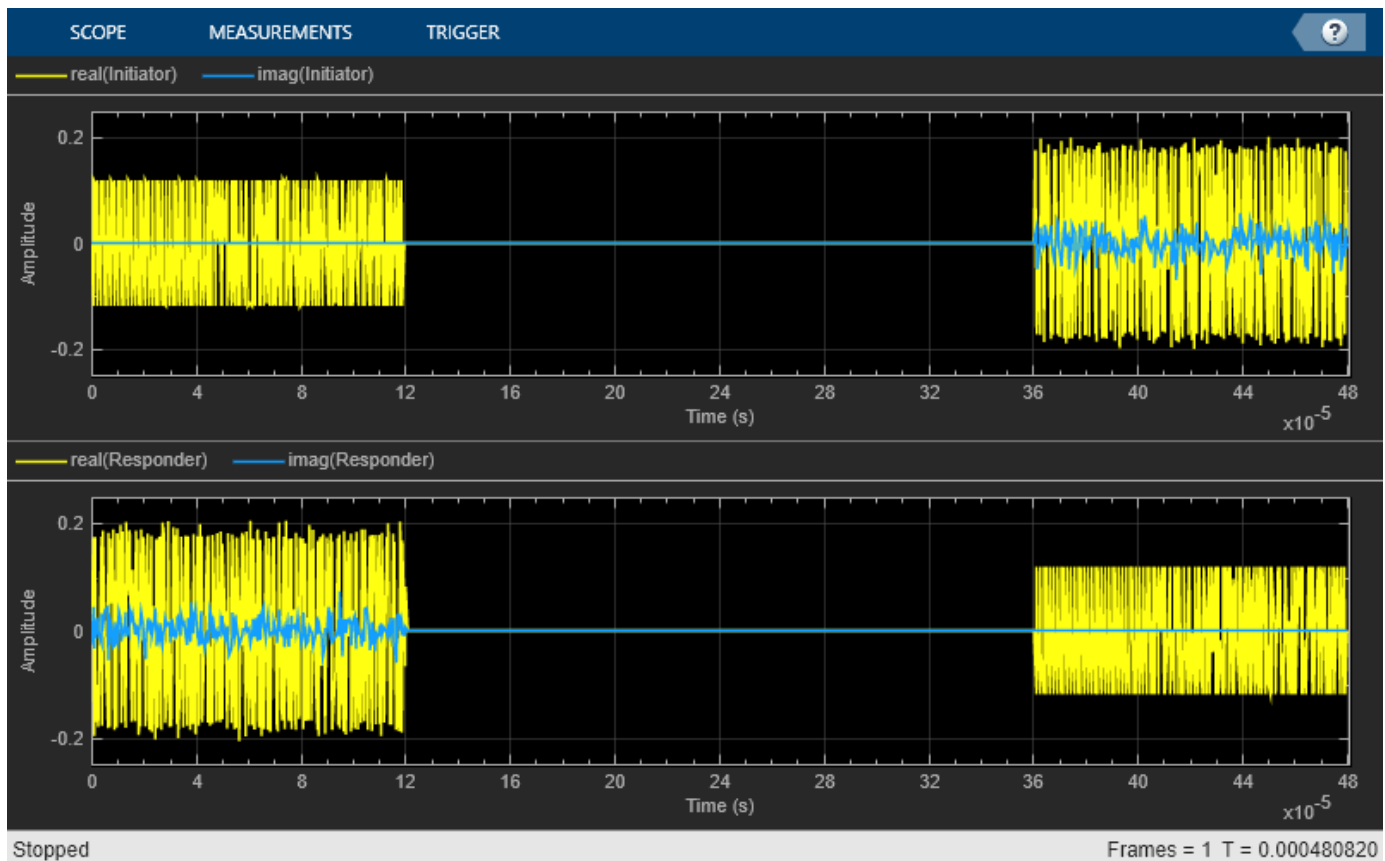 SCOPE MEASUREMENTS TRIGGER ?
real(Initiator) imag(Initiator)
0.2
0
-0.2
Amplitude
0 4 8 12 16 20 24 28 32 36 40 44 48
Time (s)
x10-5
real(Responder) imag(Responder)
0.2
0
-0.2
Amplitude
0 4 8 12 16 20 24 28 32 36 40 44 48
Time (s)
x10-5
Stopped Frames = 1 T = 0.000480820